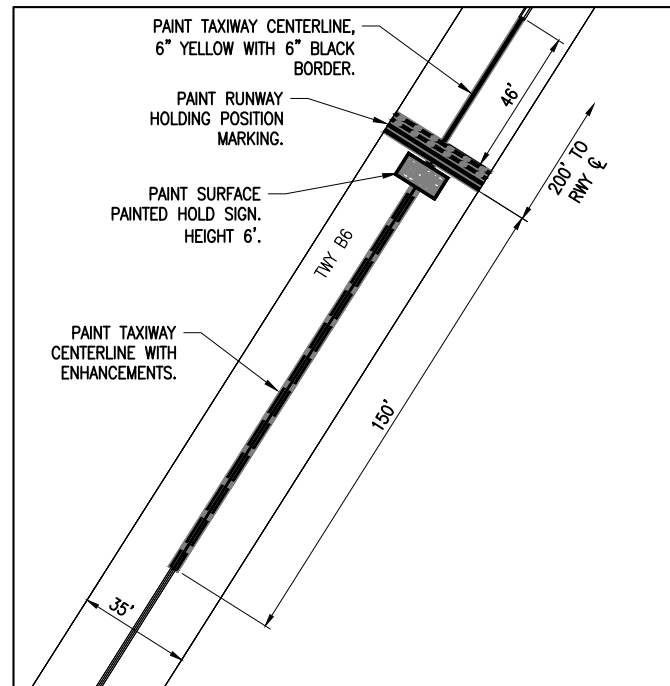 PAINT TAXIWAY CENTERLINE,
6" YELLOW WITH 6" BLACK
BORDER.
PAINT RUNWAY
HOLDING POSITION
MARKING.
46'
200' TO
RWY ℄
PAINT SURFACE
PAINTED HOLD SIGN.
HEIGHT 6'.
TWY B6
PAINT TAXIWAY
CENTERLINE WITH
ENHANCEMENTS.
150'
35'